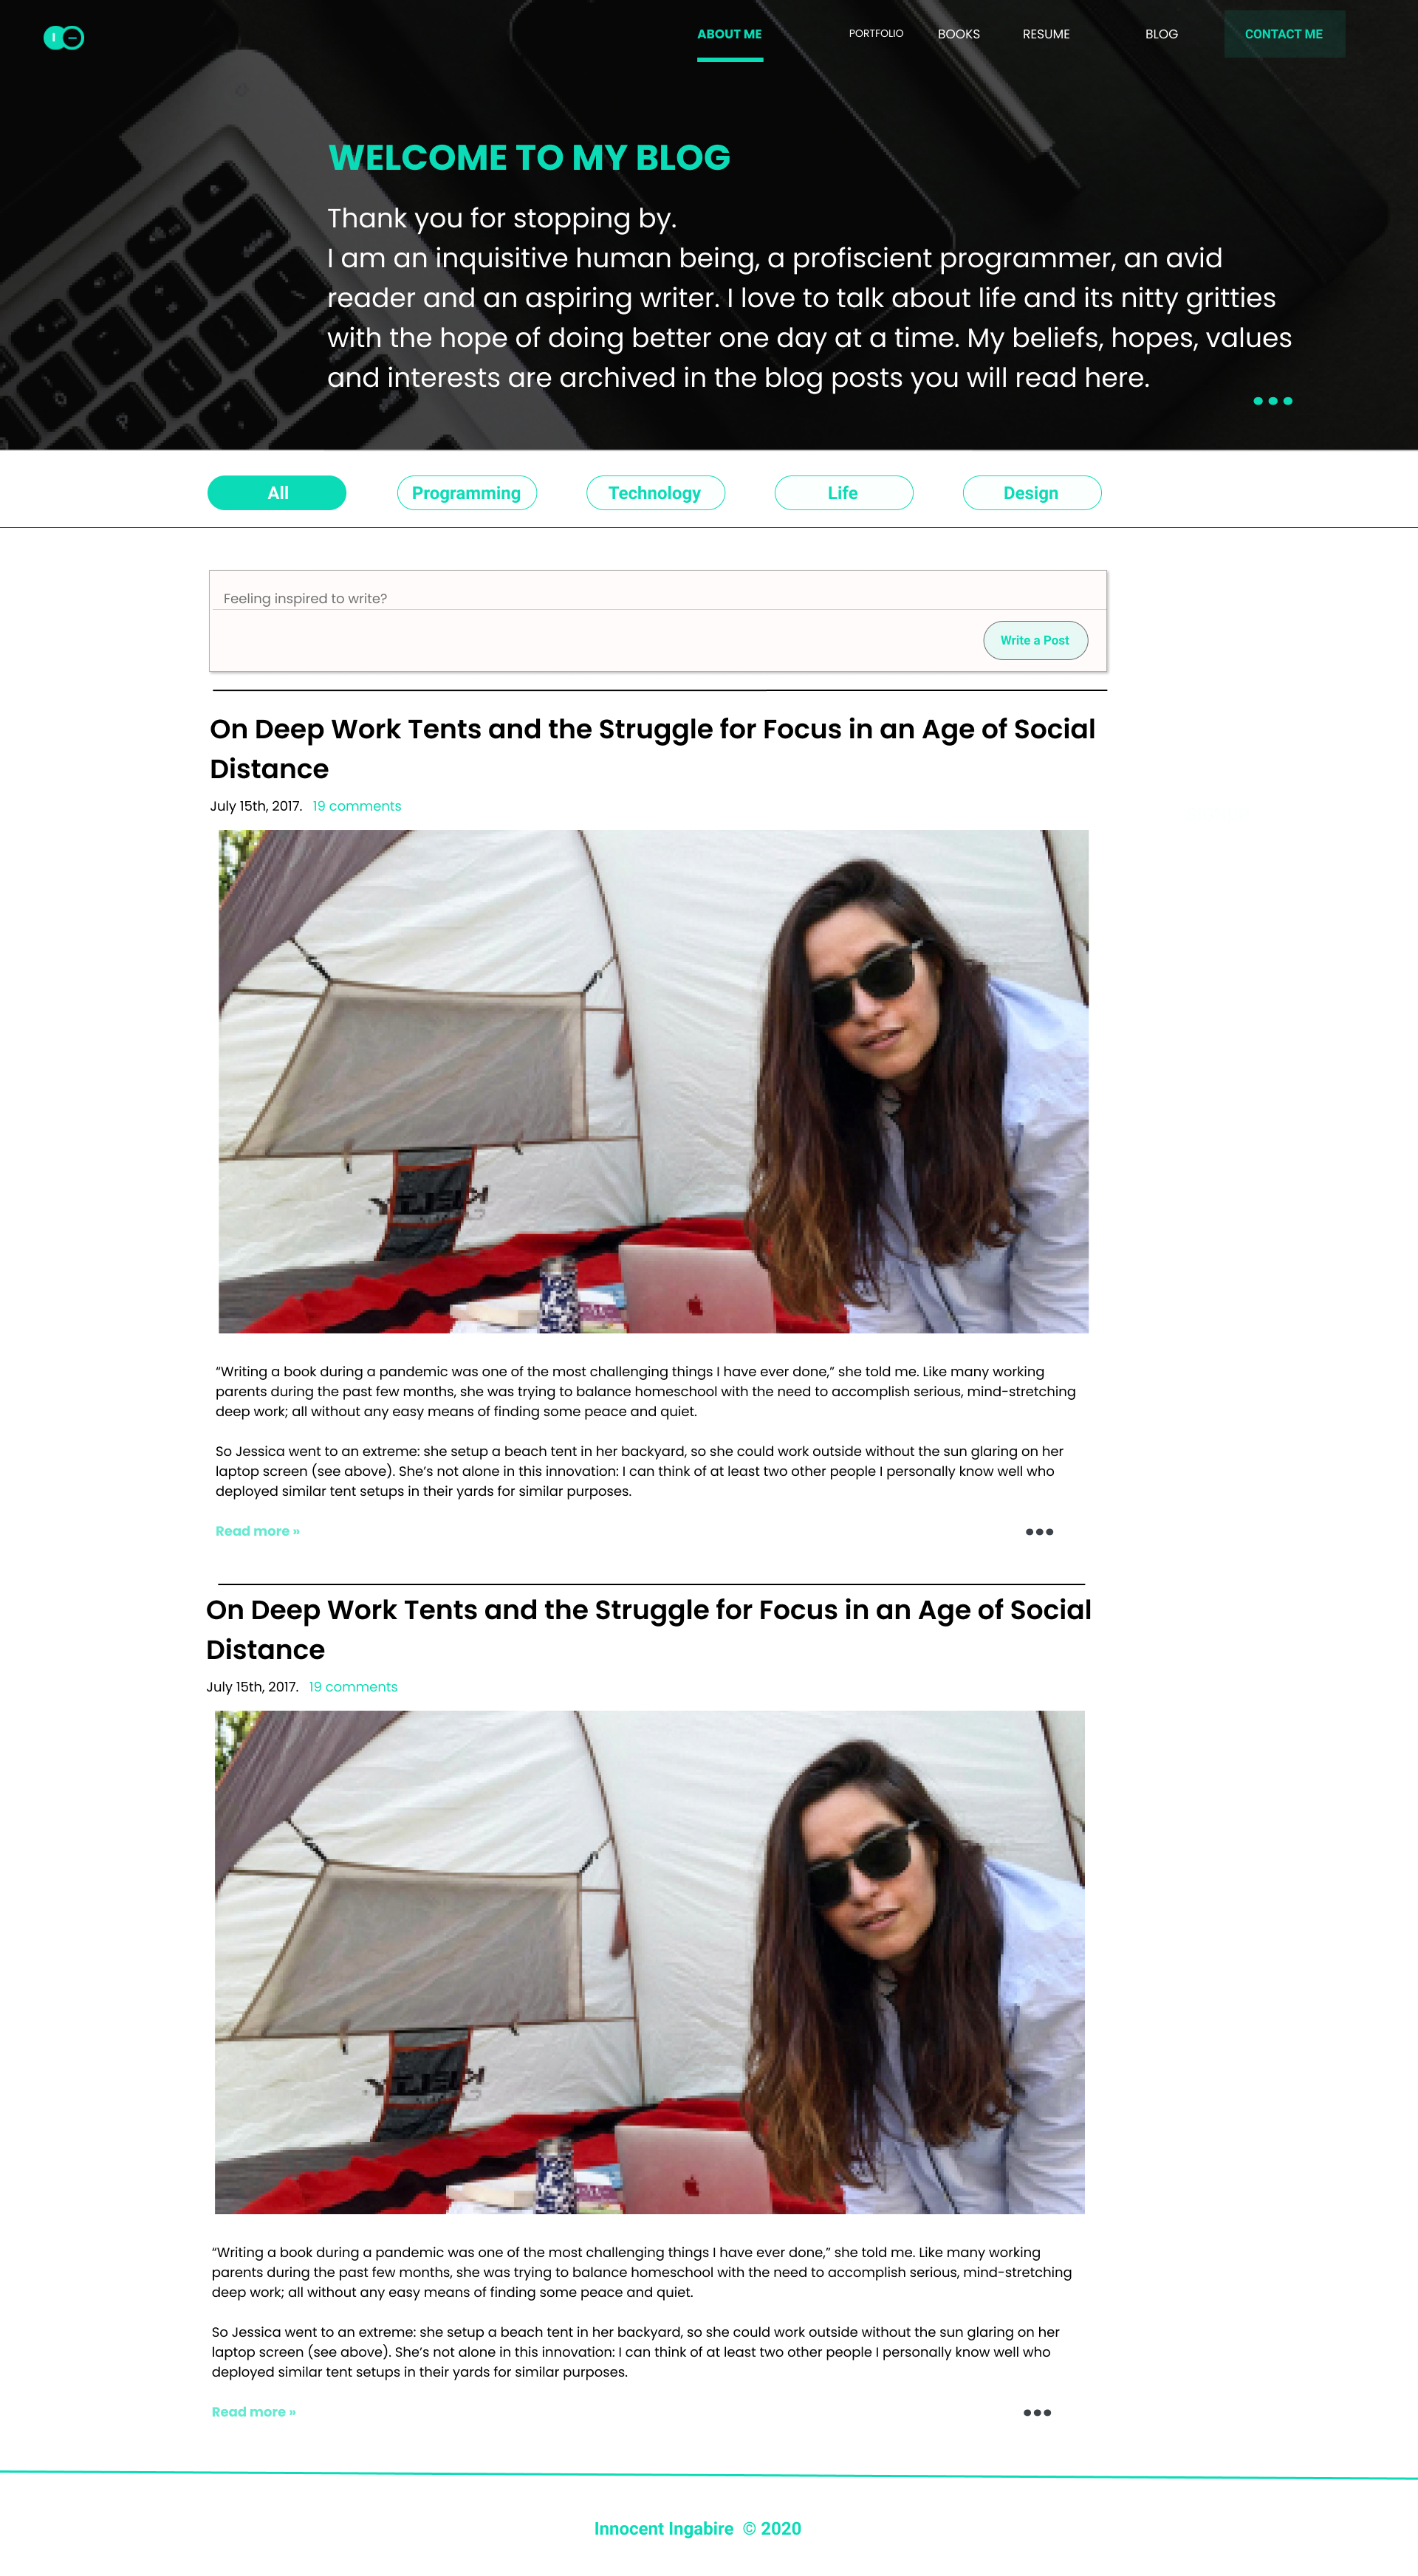 I
ABOUT ME
PORTFOLIO
BOOKS
RESUME
BLOG
CONTACT ME
WELCOME TO MY BLOG
Thank you for stopping by.
I am an inquisitive human being, a profiscient programmer, an avid
reader and an aspiring writer. I love to talk about life and its nitty gritties
with the hope of doing better one day at a time. My beliefs, hopes, values
and interests are archived in the blog posts you will read here.
All
Programming
Technology
Life
Design
Feeling inspired to write?
Write a Post
On Deep Work Tents and the Struggle for Focus in an Age of Social
Distance
July 15th, 2017. 19 comments
KELTY
“Writing a book during a pandemic was one of the most challenging things I have ever done,” she told me. Like many working
parents during the past few months, she was trying to balance homeschool with the need to accomplish serious, mind-stretching
deep work; all without any easy means of finding some peace and quiet.
So Jessica went to an extreme: she setup a beach tent in her backyard, so she could work outside without the sun glaring on her
laptop screen (see above). She’s not alone in this innovation: I can think of at least two other people I personally know well who
deployed similar tent setups in their yards for similar purposes.
Read more »
On Deep Work Tents and the Struggle for Focus in an Age of Social
Distance
July 15th, 2017. 19 comments
KELTY
“Writing a book during a pandemic was one of the most challenging things I have ever done,” she told me. Like many working
parents during the past few months, she was trying to balance homeschool with the need to accomplish serious, mind-stretching
deep work; all without any easy means of finding some peace and quiet.
So Jessica went to an extreme: she setup a beach tent in her backyard, so she could work outside without the sun glaring on her
laptop screen (see above). She’s not alone in this innovation: I can think of at least two other people I personally know well who
deployed similar tent setups in their yards for similar purposes.
Read more »
Innocent Ingabire © 2020